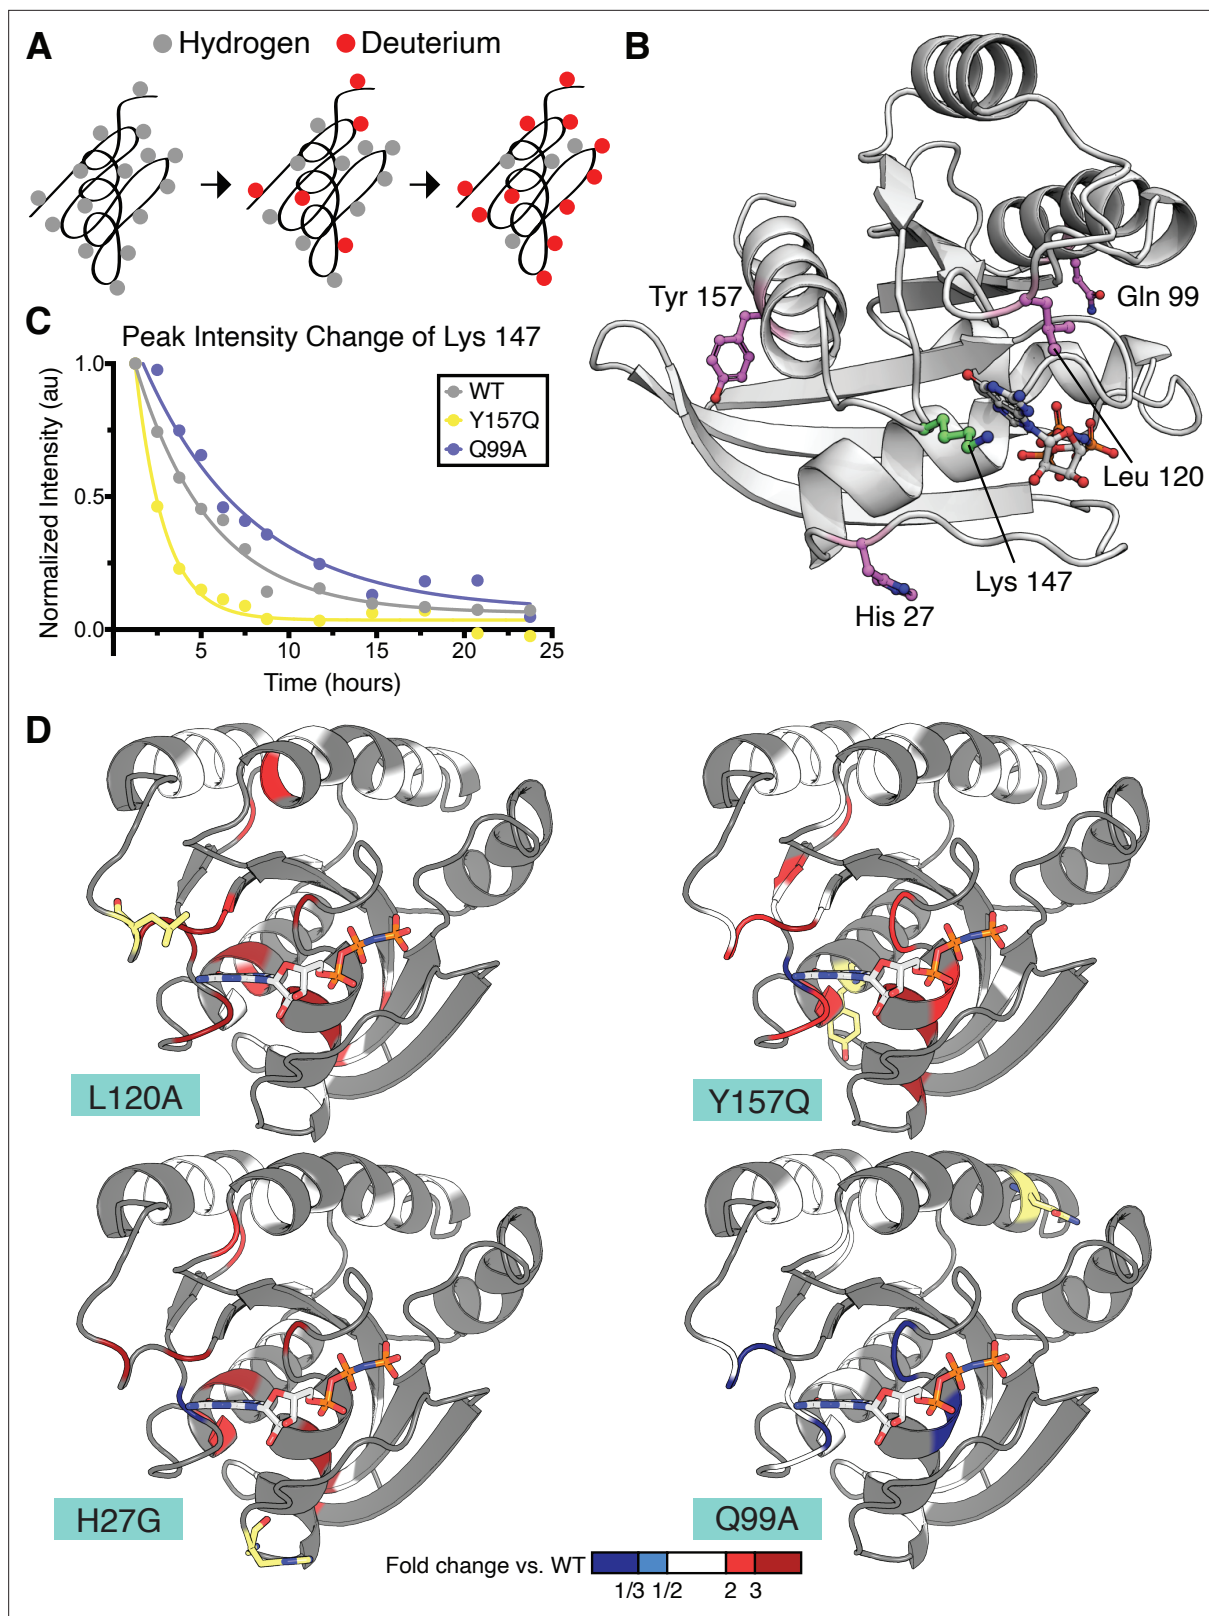 A
Hydrogen
Deuterium
B
Tyr 157
Gln 99
Leu 120
Lys 147
His 27
C
Peak Intensity Change of Lys 147
Normalized Intensity (au)
1.0
0.5
0.0
5
10
15
20
25
Time (hours)
WT
Y157Q
Q99A
D
L120A
Y157Q
H27G
Q99A
Fold change vs. WT
1/3 1/2 2 3